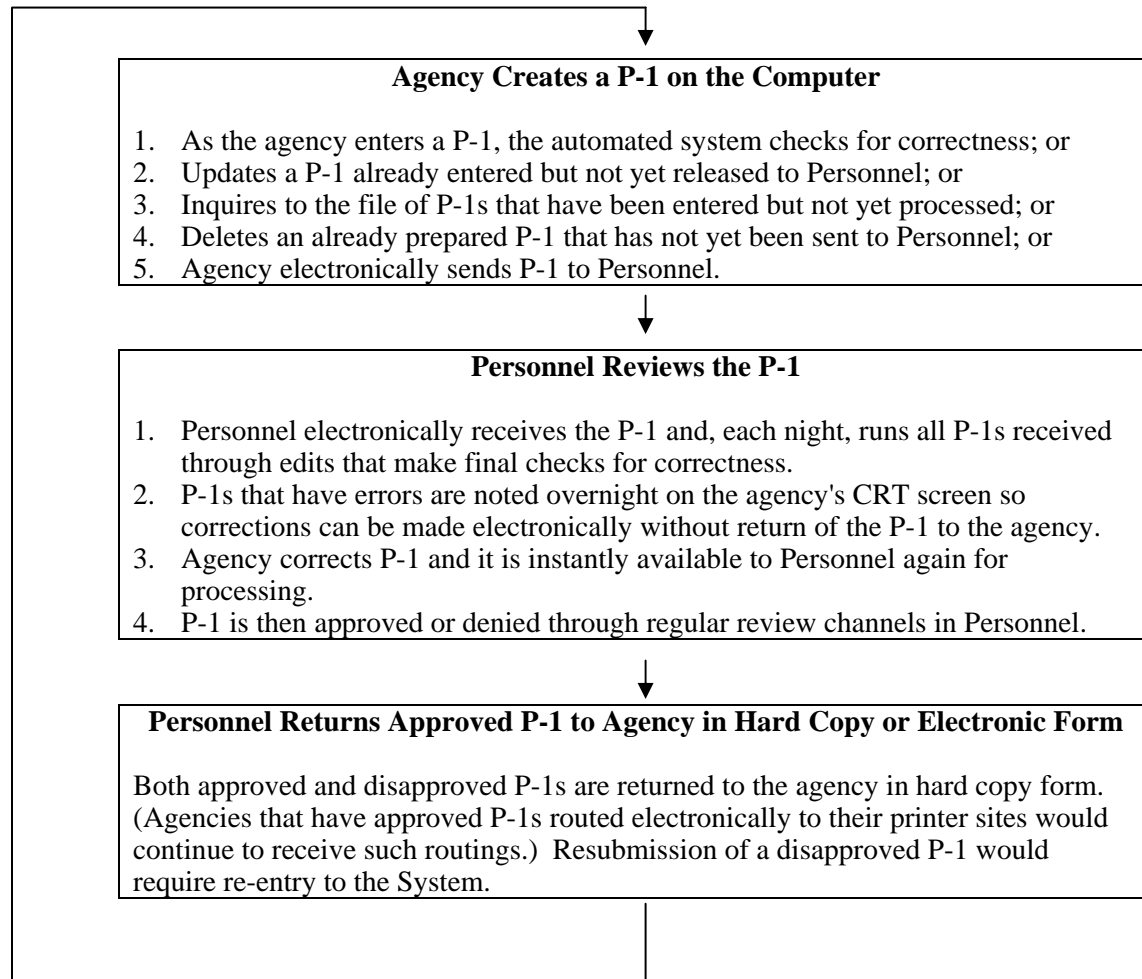 Agency Creates a P-1 on the Computer
1. As the agency enters a P-1, the automated system checks for correctness; or
2. Updates a P-1 already entered but not yet released to Personnel; or
3. Inquires to the file of P-1s that have been entered but not yet processed; or
4. Deletes an already prepared P-1 that has not yet been sent to Personnel; or
5. Agency electronically sends P-1 to Personnel.
Personnel Reviews the P-1
1. Personnel electronically receives the P-1 and, each night, runs all P-1s received
through edits that make final checks for correctness.
2. P-1s that have errors are noted overnight on the agency's CRT screen so
corrections can be made electronically without return of the P-1 to the agency.
3. Agency corrects P-1 and it is instantly available to Personnel again for
processing.
4. P-1 is then approved or denied through regular review channels in Personnel.
Personnel Returns Approved P-1 to Agency in Hard Copy or Electronic Form
Both approved and disapproved P-1s are returned to the agency in hard copy form.
(Agencies that have approved P-1s routed electronically to their printer sites would
continue to receive such routings.) Resubmission of a disapproved P-1 would
require re-entry to the System.